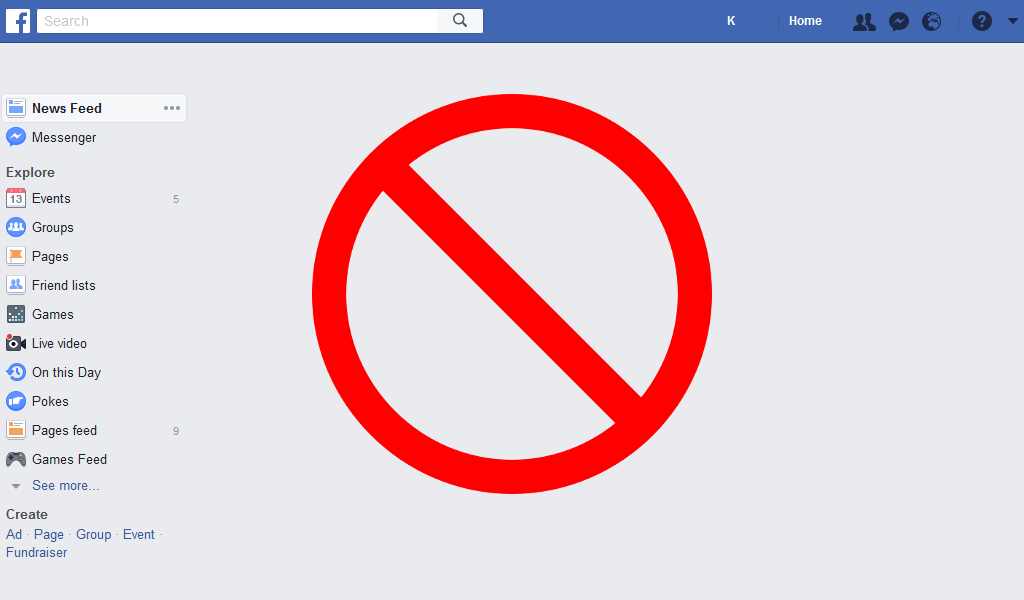 f Search K Home
News Feed
Messenger
Explore
13 Events 5
Groups
Pages
Friend lists
Games
Live video
On this Day
Pokes
Pages feed 9
Games Feed
See more...
Create
Ad · Page · Group · Event ·
Fundraiser